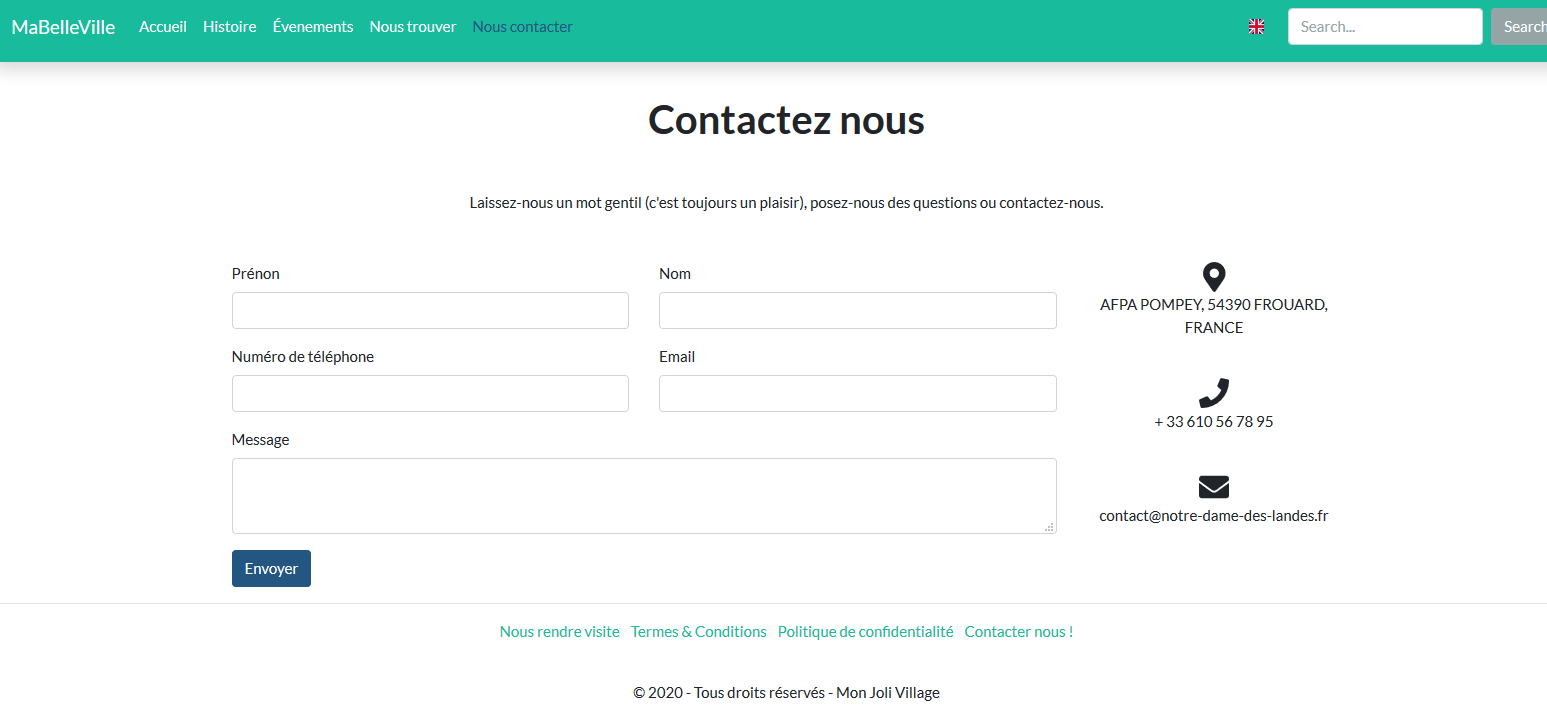 MaBelleVille Accueil Histoire Évenements Nous trouver Nous contacter Search... Search
Contactez nous
Laissez-nous un mot gentil (c'est toujours un plaisir), posez-nous des questions ou contactez-nous.
Prénon Nom
Numéro de téléphone Email
Message
Envoyer
AFPA POMPEY, 54390 FROUARD,
FRANCE
+ 33 610 56 78 95
contact@notre-dame-des-landes.fr
Nous rendre visite Termes & Conditions Politique de confidentialité Contacter nous !
© 2020 - Tous droits réservés - Mon Joli Village